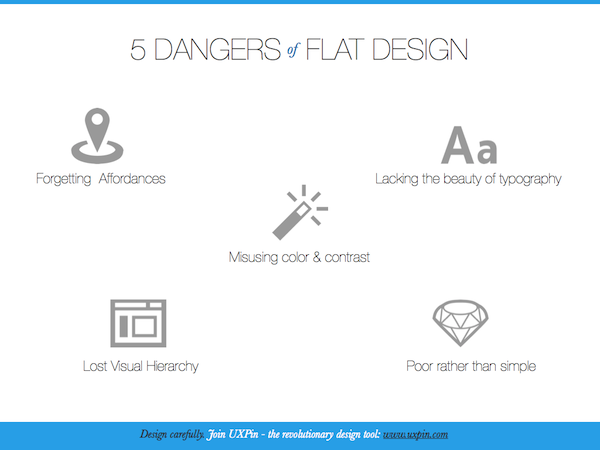 5 DANGERS of FLAT DESIGN
Forgetting Affordances
Aa
Lacking the beauty of typography
Misusing color & contrast
Lost Visual Hierarchy
Poor rather than simple
Design carefully. Join UXPin - the revolutionary design tool: www.uxpin.com